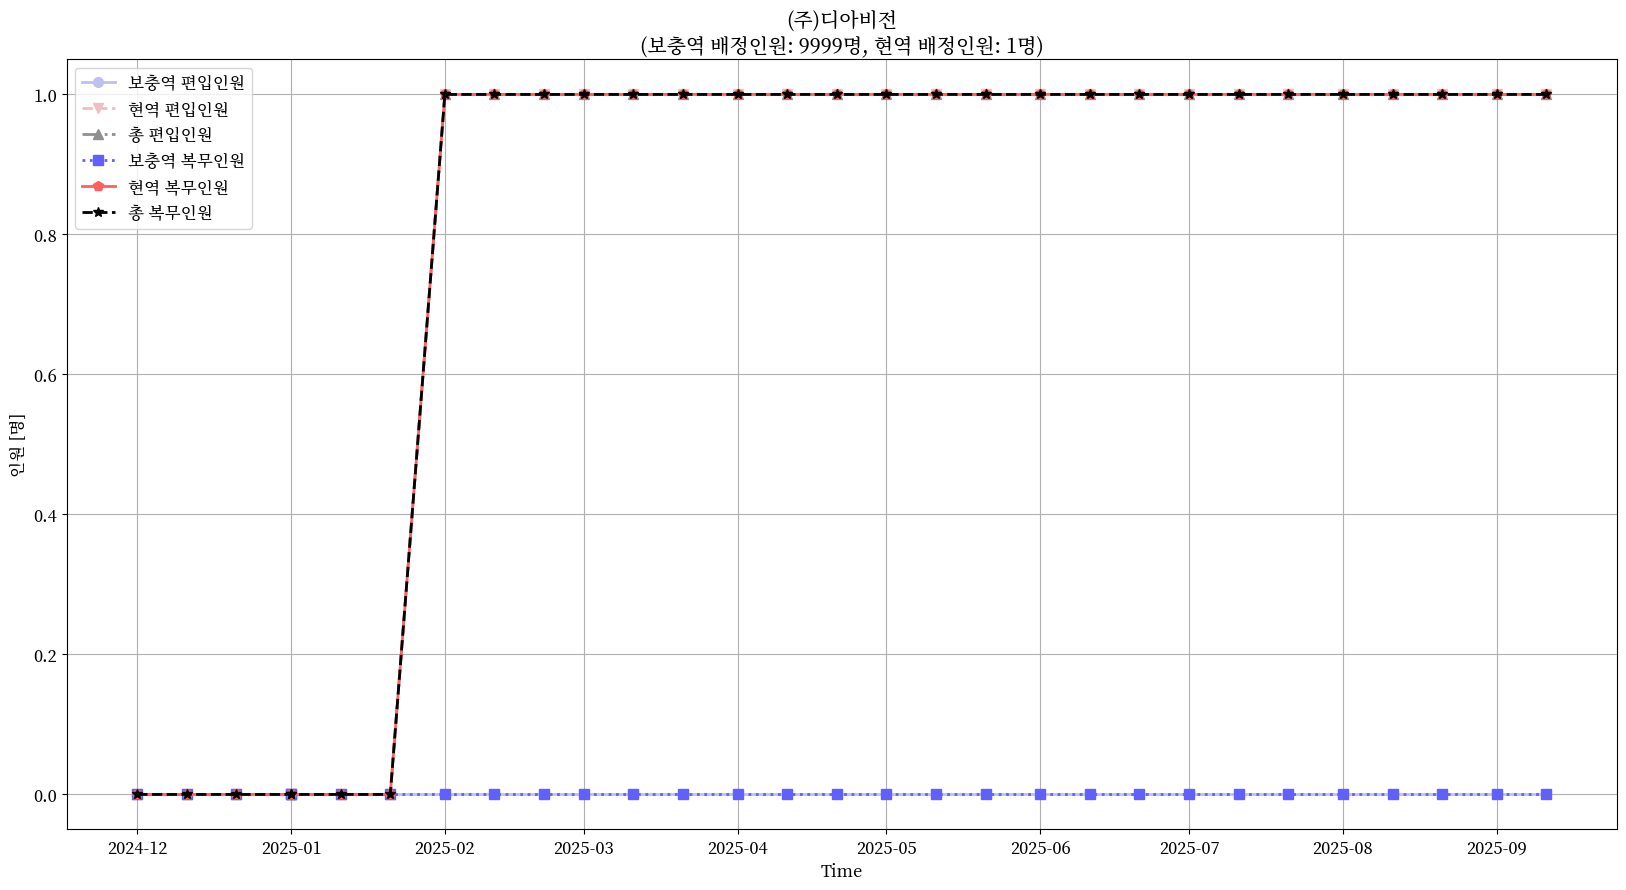 (주)디아비전
(보충역 배정인원: 9999명, 현역 배정인원: 1명)
보충역 편입인원
현역 편입인원
총 편입인원
보충역 복무인원
현역 복무인원
총 복무인원
1.0
0.8
0.6
0.4
0.2
0.0
인원 [명]
2024-12 2025-01 2025-02 2025-03 2025-04 2025-05 2025-06 2025-07 2025-08 2025-09
Time